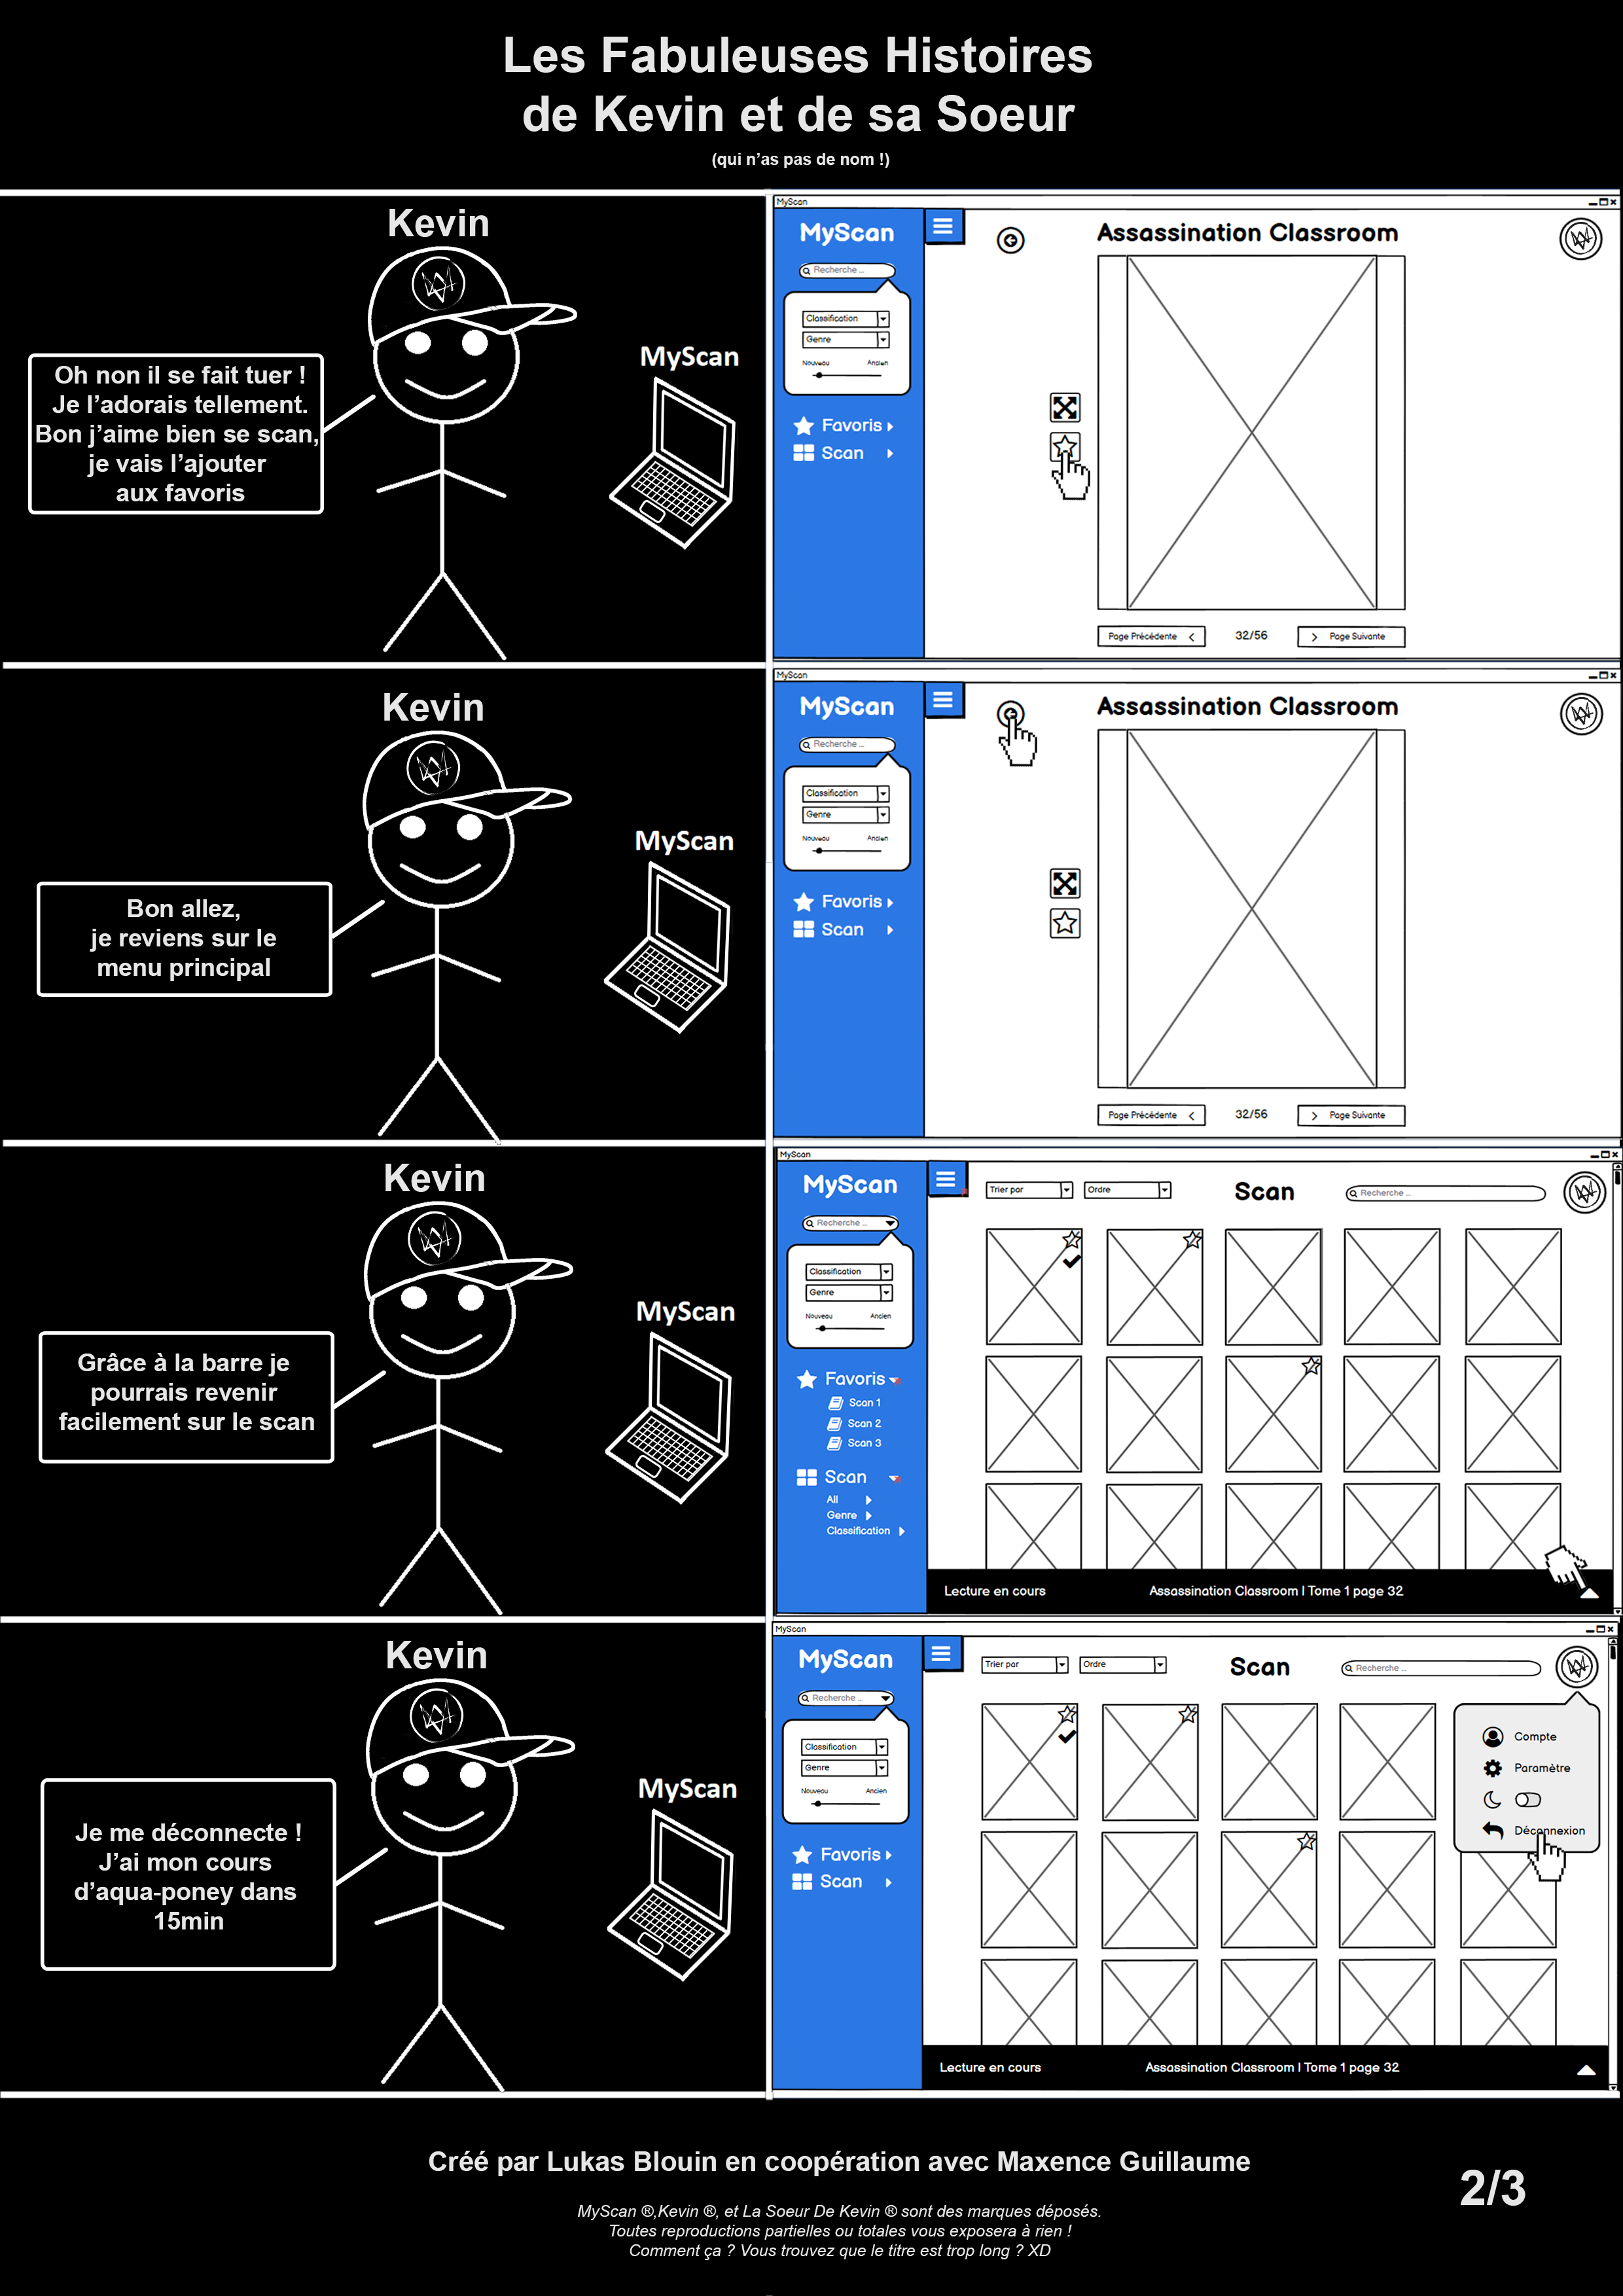 Les Fabuleuses Histoires
de Kevin et de sa Soeur
(qui n'as pas de nom !)
Kevin
Oh non il se fait tuer !
Je l'adorais tellement.
Bon j'aime bien se scan,
je vais l'ajouter
aux favoris
MyScan
MyScan
MyScan
Recherche ...
Classification
Genre
Nouveau Ancien
Favoris
Scan
Assassination Classroom
Page Précédente 32/56 Page Suivante
Kevin
Bon allez,
je reviens sur le
menu principal
MyScan
MyScan
MyScan
Recherche ...
Classification
Genre
Nouveau Ancien
Favoris
Scan
Assassination Classroom
Page Précédente 32/56 Page Suivante
Kevin
Grâce à la barre je
pourrais revenir
facilement sur le scan
MyScan
MyScan
MyScan
Recherche ...
Classification
Genre
Nouveau Ancien
Favoris
Scan 1
Scan 2
Scan 3
Scan
All
Genre
Classification
Trier par Ordre Scan Recherche ...
Lecture en cours Assassination Classroom | Tome 1 page 32
Kevin
Je me déconnecte !
J'ai mon cours
d'aqua-poney dans
15min
MyScan
MyScan
MyScan
Recherche ...
Classification
Genre
Nouveau Ancien
Favoris
Scan
Trier par Ordre Scan Recherche ...
Compte
Paramètre
Déconnexion
Lecture en cours Assassination Classroom | Tome 1 page 32
Créé par Lukas Blouin en coopération avec Maxence Guillaume
2/3
MyScan ®,Kevin ®, et La Soeur De Kevin ® sont des marques déposés.
Toutes reproductions partielles ou totales vous exposera à rien !
Comment ça ? Vous trouvez que le titre est trop long ? XD